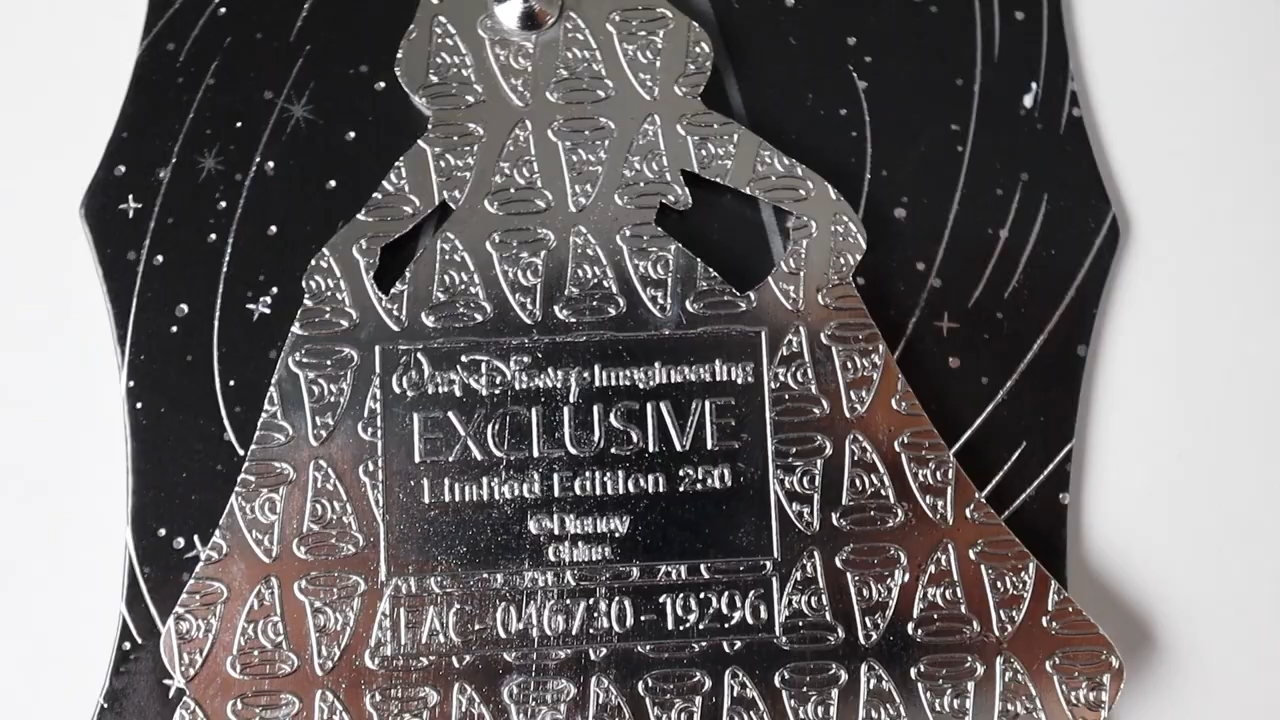 Walt Disney Imagineering
EXCLUSIVE
Limited Edition 250
©Disney
China
FAC-046730-19296